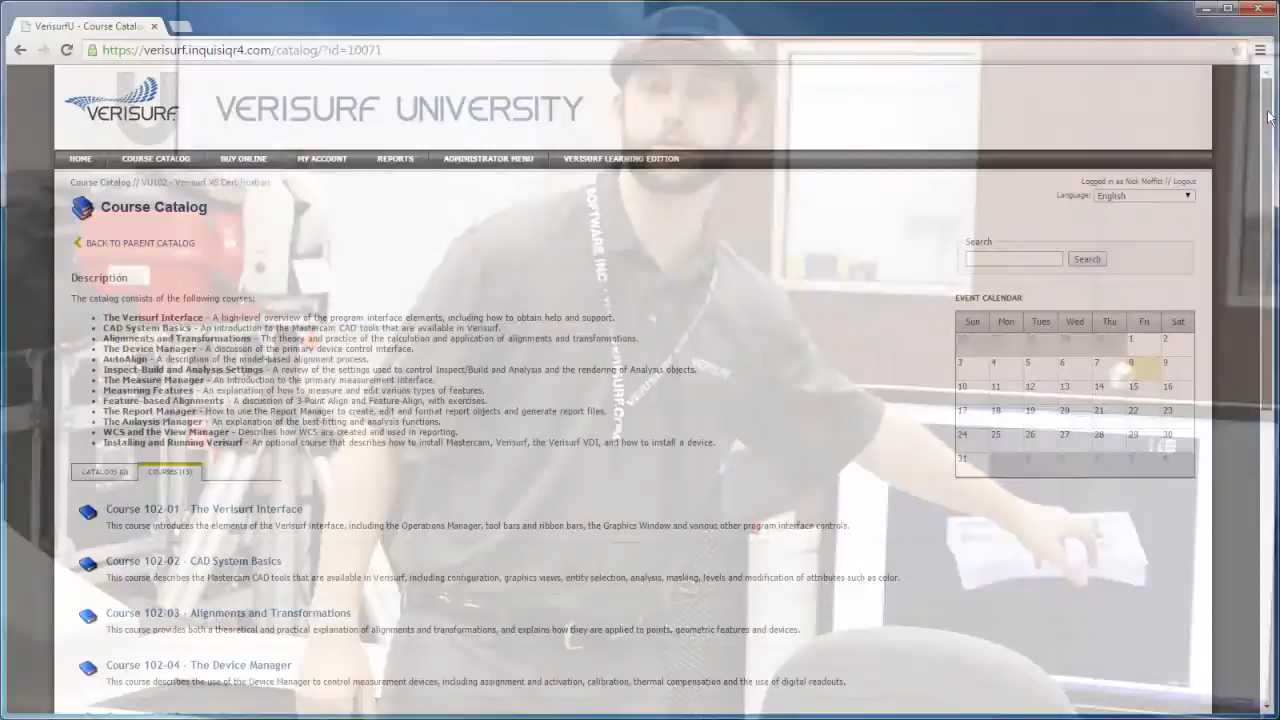 VerisurfU - Course Catalo
https://verisurf.inquisiqr4.com/catalog/?id=10071
VERISURF
VERISURF UNIVERSITY
HOME COURSE CATALOG BUY ONLINE MY ACCOUNT REPORTS ADMINISTRATOR MENU VERISURF LEARNING EDITION
Course Catalog // VU102 - Verisurf X6 Certification
Logged in as Nick Moffet // Logout
Language: English
Course Catalog
BACK TO PARENT CATALOG
Search
Search
Description
The catalog consists of the following courses:
The Verisurf Interface - A high-level overview of the program interface elements, including how to obtain help and support.
CAD System Basics - An introduction to the Mastercam CAD tools that are available in Verisurf.
Alignments and Transformations - The theory and practice of the calculation and application of alignments and transformations.
The Device Manager - A discusson of the primary device control interface.
AutoAlign - A description of the model-based alignment process.
Inspect-Build and Analysis Settings - A review of the settings used to control Inspect/Build and Analysis and the rendering of Analysis objects.
The Measure Manager - An introduction to the primary measurement interface.
Measuring Features - An explanation of how to measure and edit various types of features.
Feature-based Alignments - A discussion of 3-Point Align and Feature-Align, with exercises.
The Report Manager - How to use the Report Manager to create, edit and format report objects and generate report files.
The Anlaysis Manager - An explanation of the best-fitting and analysis functions.
WCS and the View Manager - Describes how WCS are created and used in reporting.
Installing and Running Verisurf - An optional course that describes how to install Mastercam, Verisurf, the Verisurf VDI, and how to install a device.
EVENT CALENDAR
Sun Mon Tues Wed Thu Fri Sat
1 2
3 4 5 6 7 8 9
10 11 12 13 14 15 16
17 18 19 20 21 22 23
24 25 26 27 28 29 30
31
CATALOGS (0) COURSES (13)
Course 102-01 - The Verisurf Interface
This course introduces the elements of the Verisurf interface, including the Operations Manager, tool bars and ribbon bars, the Graphics Window and various other program interface controls.
Course 102-02 - CAD System Basics
This course describes the Mastercam CAD tools that are available in Verisurf, including configuration, graphics views, entity selection, analysis, masking, levels and modification of attributes such as color.
Course 102-03 - Alignments and Transformations
This course provides both a theoretical and practical explanation of alignments and transformations, and explains how they are applied to points, geometric features and devices.
Course 102-04 - The Device Manager
This course describes the use of the Device Manager to control measurement devices, including assignment and activation, calibration, thermal compensation and the use of digital readouts.
SOFTWARE INC